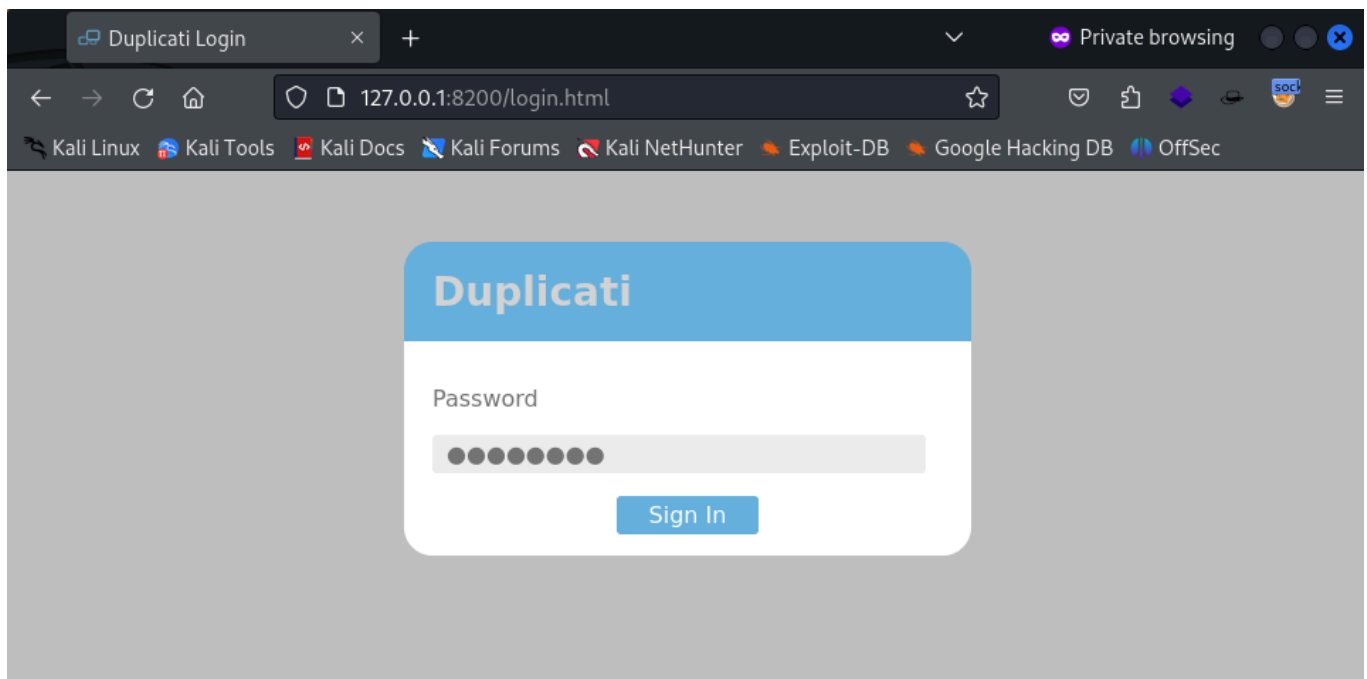 Duplicati Login
Private browsing
127.0.0.1:8200/login.html
Kali Linux Kali Tools Kali Docs Kali Forums Kali NetHunter Exploit-DB Google Hacking DB OffSec
Duplicati
Password
Sign In